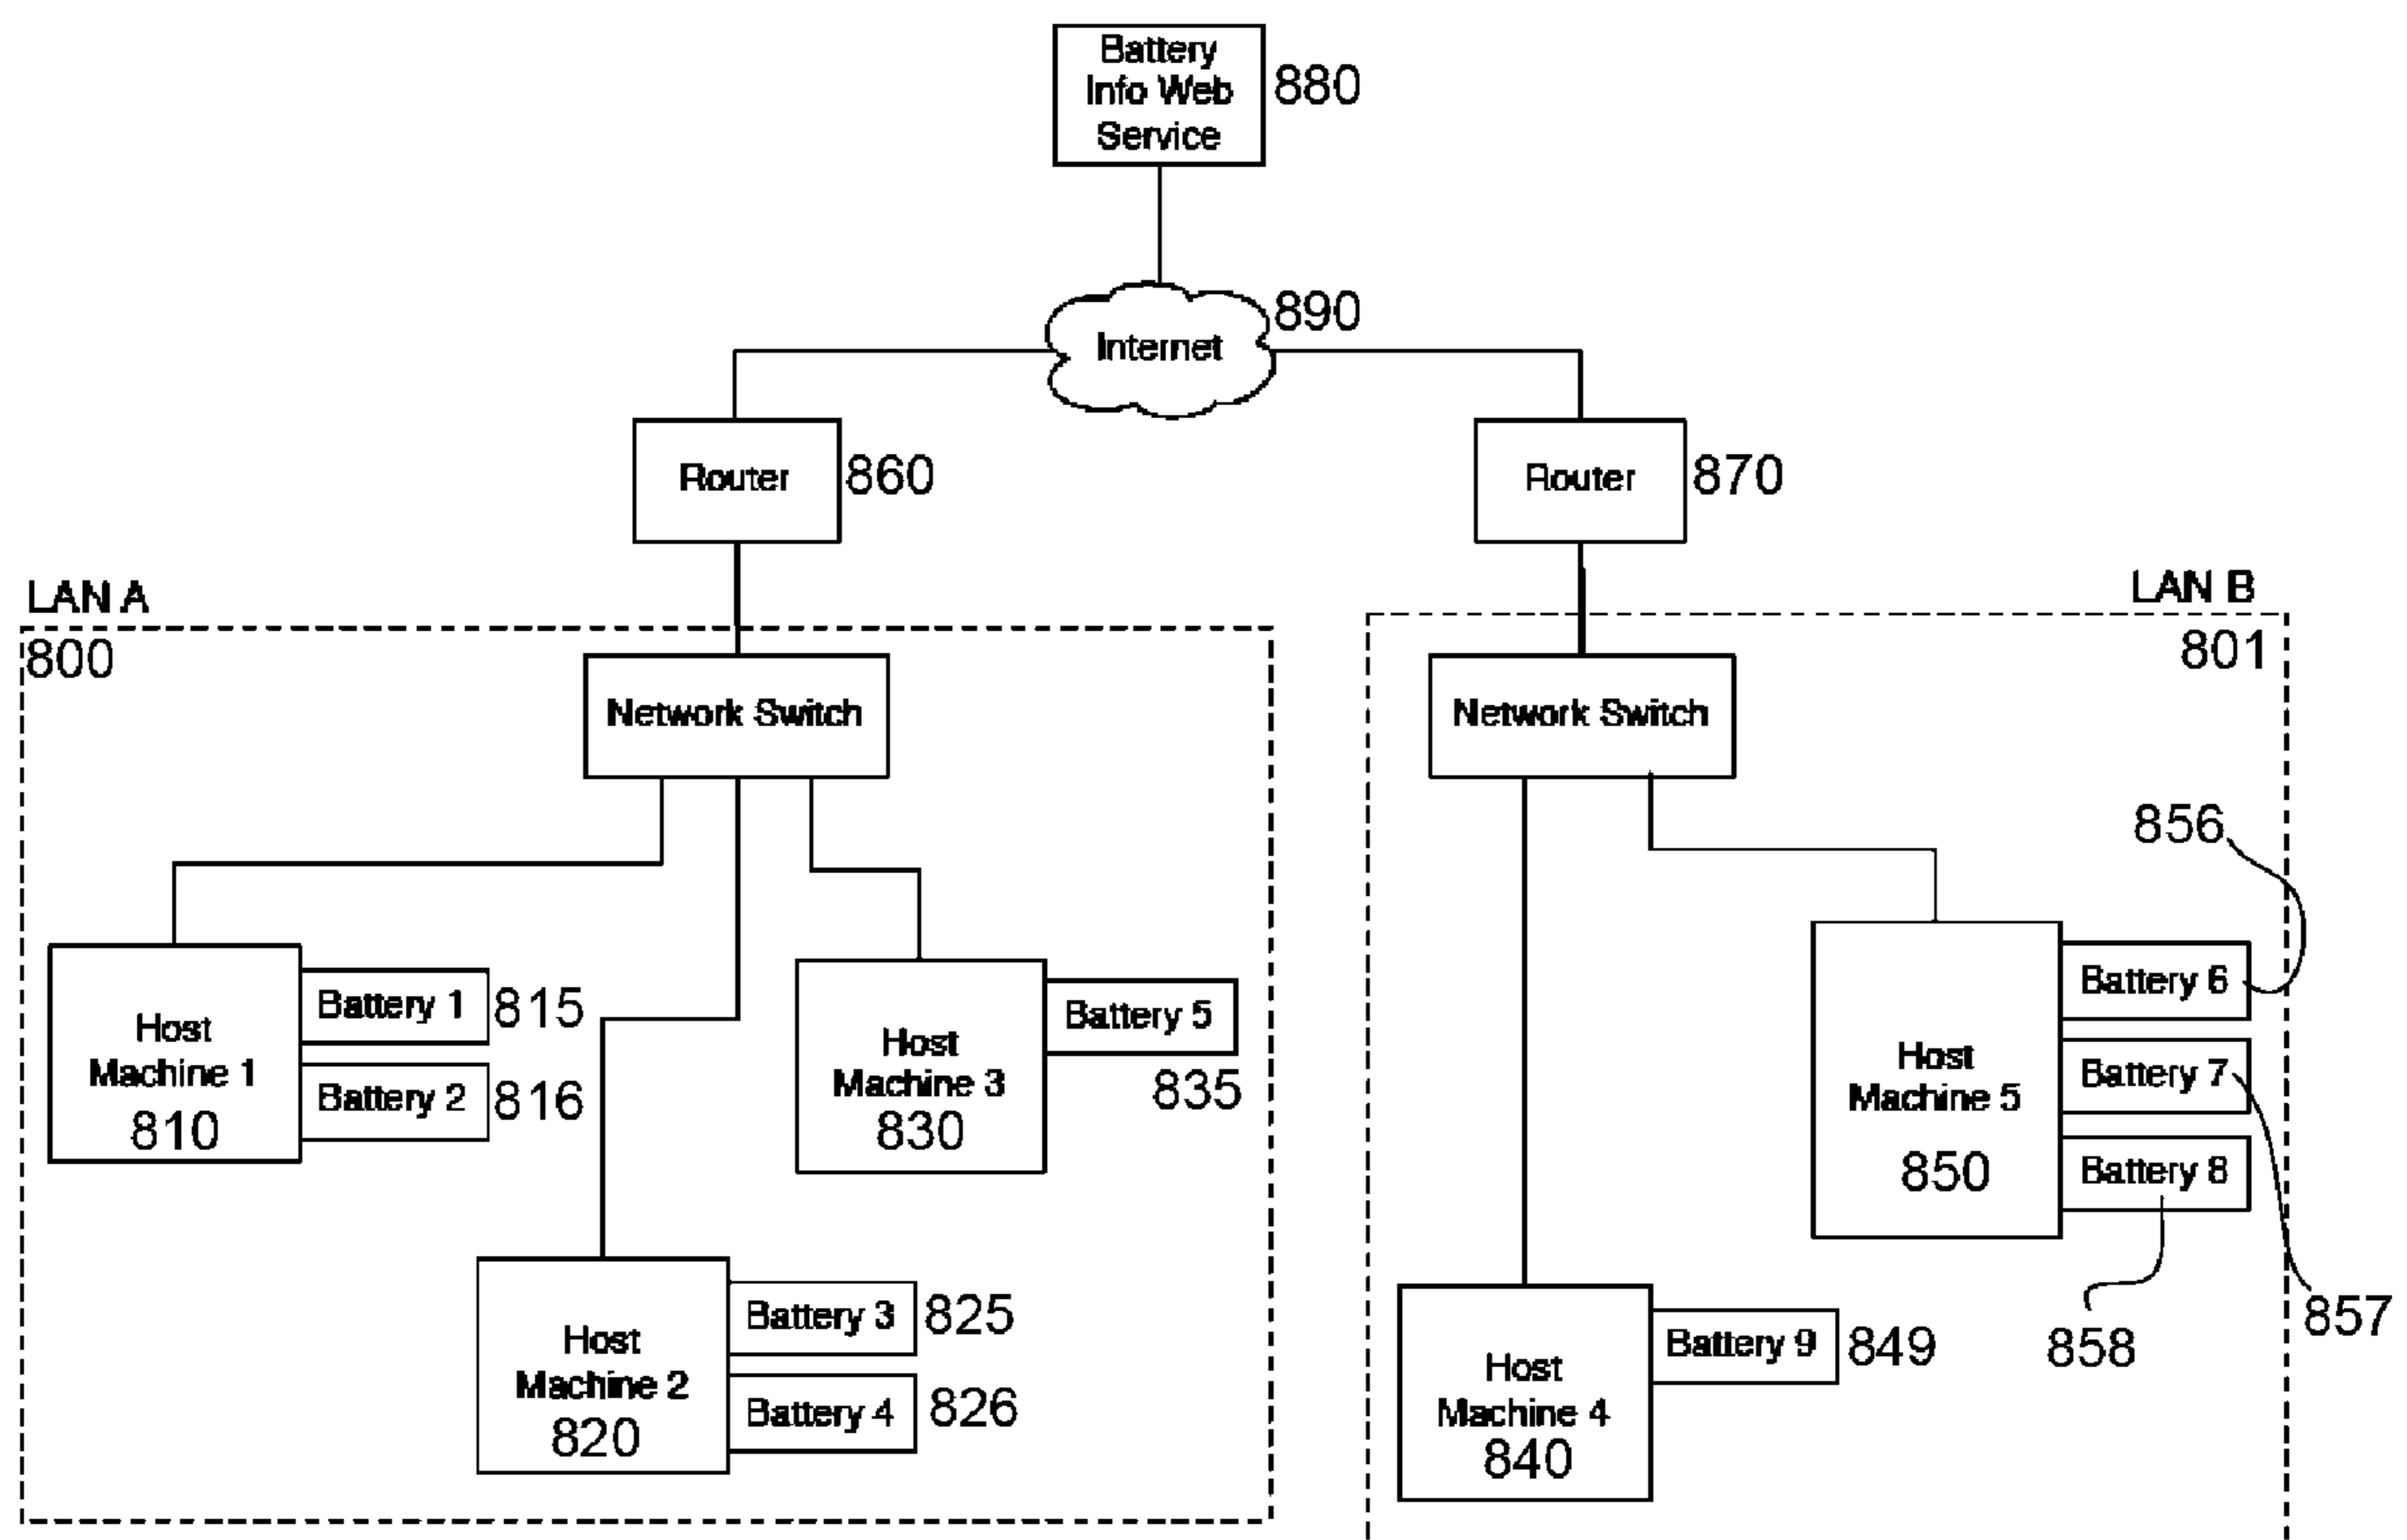 Battery
Info Web
Service
880
890
Internet
Router
860
Router
870
LAN A
800
LAN B
801
Network Switch
Network Switch
856
Host
Machine 1
810
Battery 1
815
Battery 2
816
Host
Machine 3
830
Battery 5
835
Host
Machine 5
850
Battery 6
Battery 7
Battery 8
857
858
Host
Machine 2
820
Battery 3
825
Battery 4
826
Host
Machine 4
840
Battery 9
849